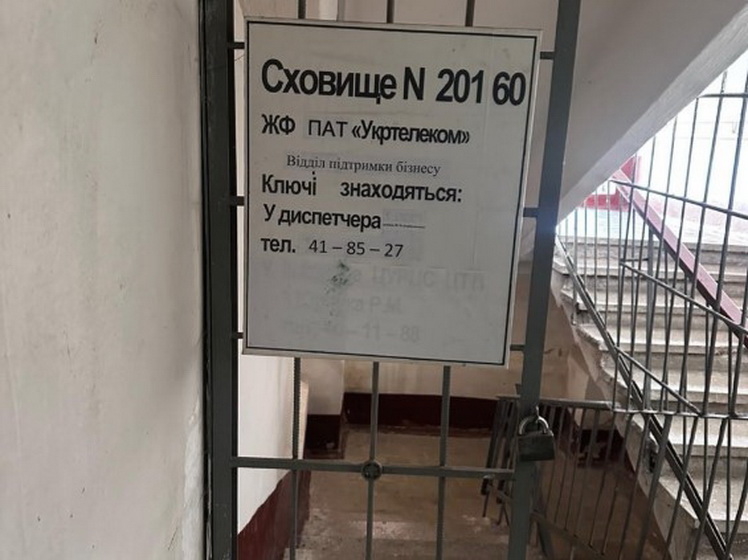 Сховище N 201 60
ЖФ ПАТ «Укртелеком»
Відділ підтримки бізнесу
Ключі знаходяться:
У диспетчера
тел. 41 – 85 – 27